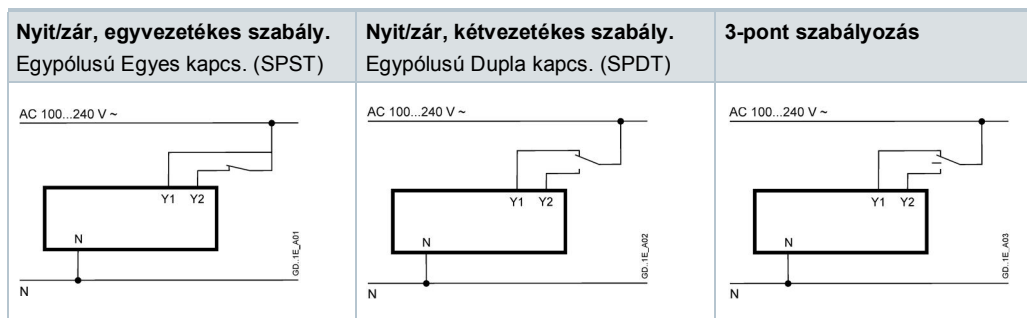 Nyit/zár, egyvezetékes szabály.
Egypólusú Egyes kapcs. (SPST)
Nyit/zár, kétvezetékes szabály.
Egypólusú Dupla kapcs. (SPDT)
3-pont szabályozás
AC 100...240 V ~
Y1 Y2
N
GD..1E_A01
N
AC 100...240 V ~
Y1 Y2
N
GD..1E_A02
N
AC 100...240 V ~
Y1 Y2
N
GD..1E_A03
N